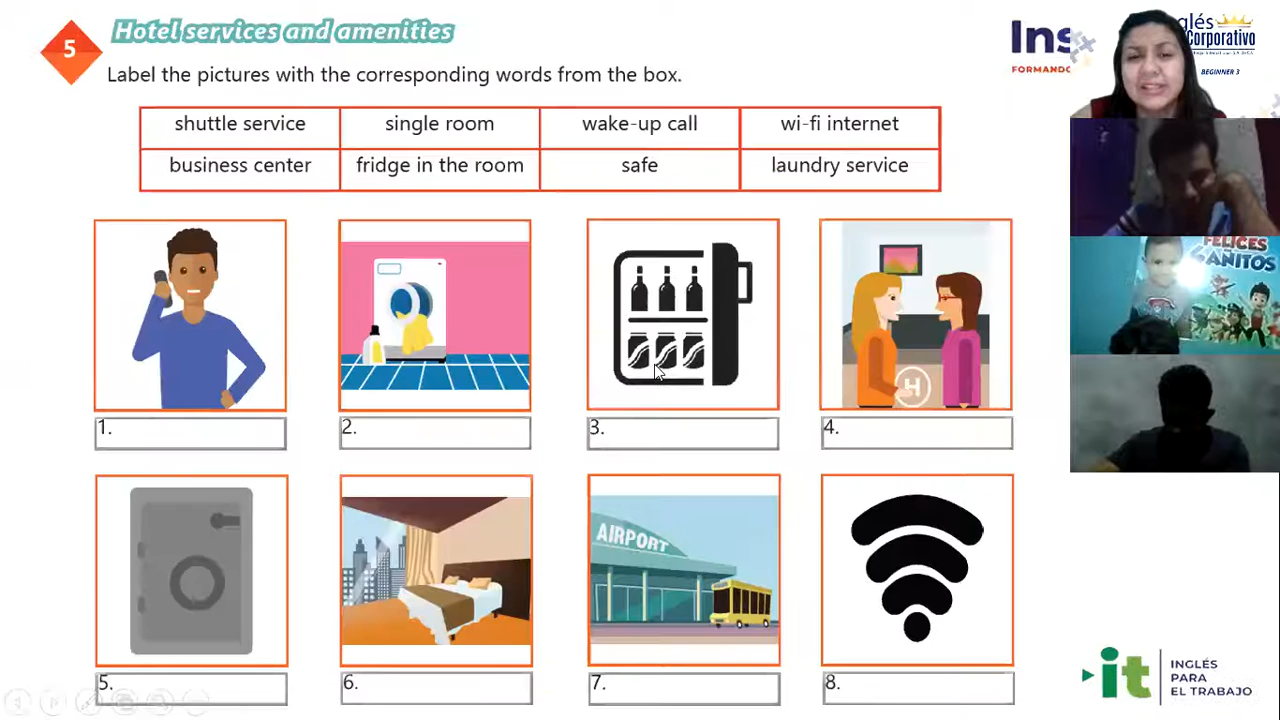 5
Hotel services and amenities
Label the pictures with the corresponding words from the box.
shuttle service single room wake-up call wi-fi internet
business center fridge in the room safe laundry service
1. 2. 3. 4.
H
AIRPORT
5. 6. 7. 8.
Ins
FORMANDO
glés
Corporativo
BEGINNER 3
FELICES
6 AÑITOS
it
INGLÉS
PARA
EL TRABAJO